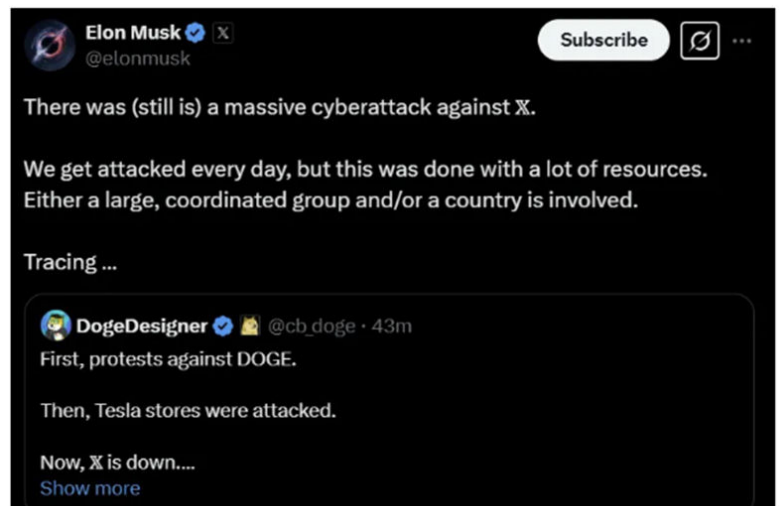 Elon Musk X
@elonmusk
Subscribe
There was (still is) a massive cyberattack against 𝕏.
We get attacked every day, but this was done with a lot of resources.
Either a large, coordinated group and/or a country is involved.
Tracing ...
DogeDesigner @cb_doge · 43m
First, protests against DOGE.
Then, Tesla stores were attacked.
Now, 𝕏 is down....
Show more